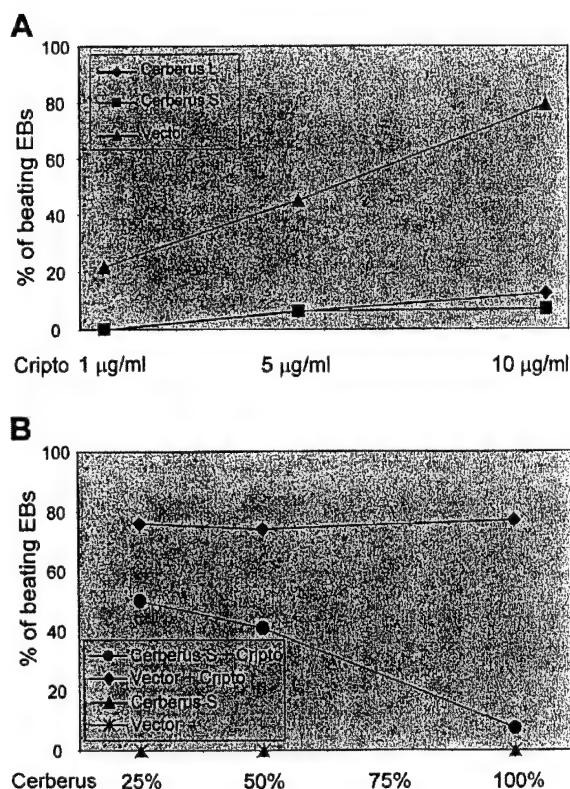 A
% of beating EBs
100
80
60
40
20
0
Cerberus L
Cerberus S
Vector
Cripto 1 µg/ml 5 µg/ml 10 µg/ml
B
% of beating EBs
100
80
60
40
20
0
Cerberus S + Cripto
Vector + Cripto
Cerberus S
Vector
Cerberus 25% 50% 75% 100%